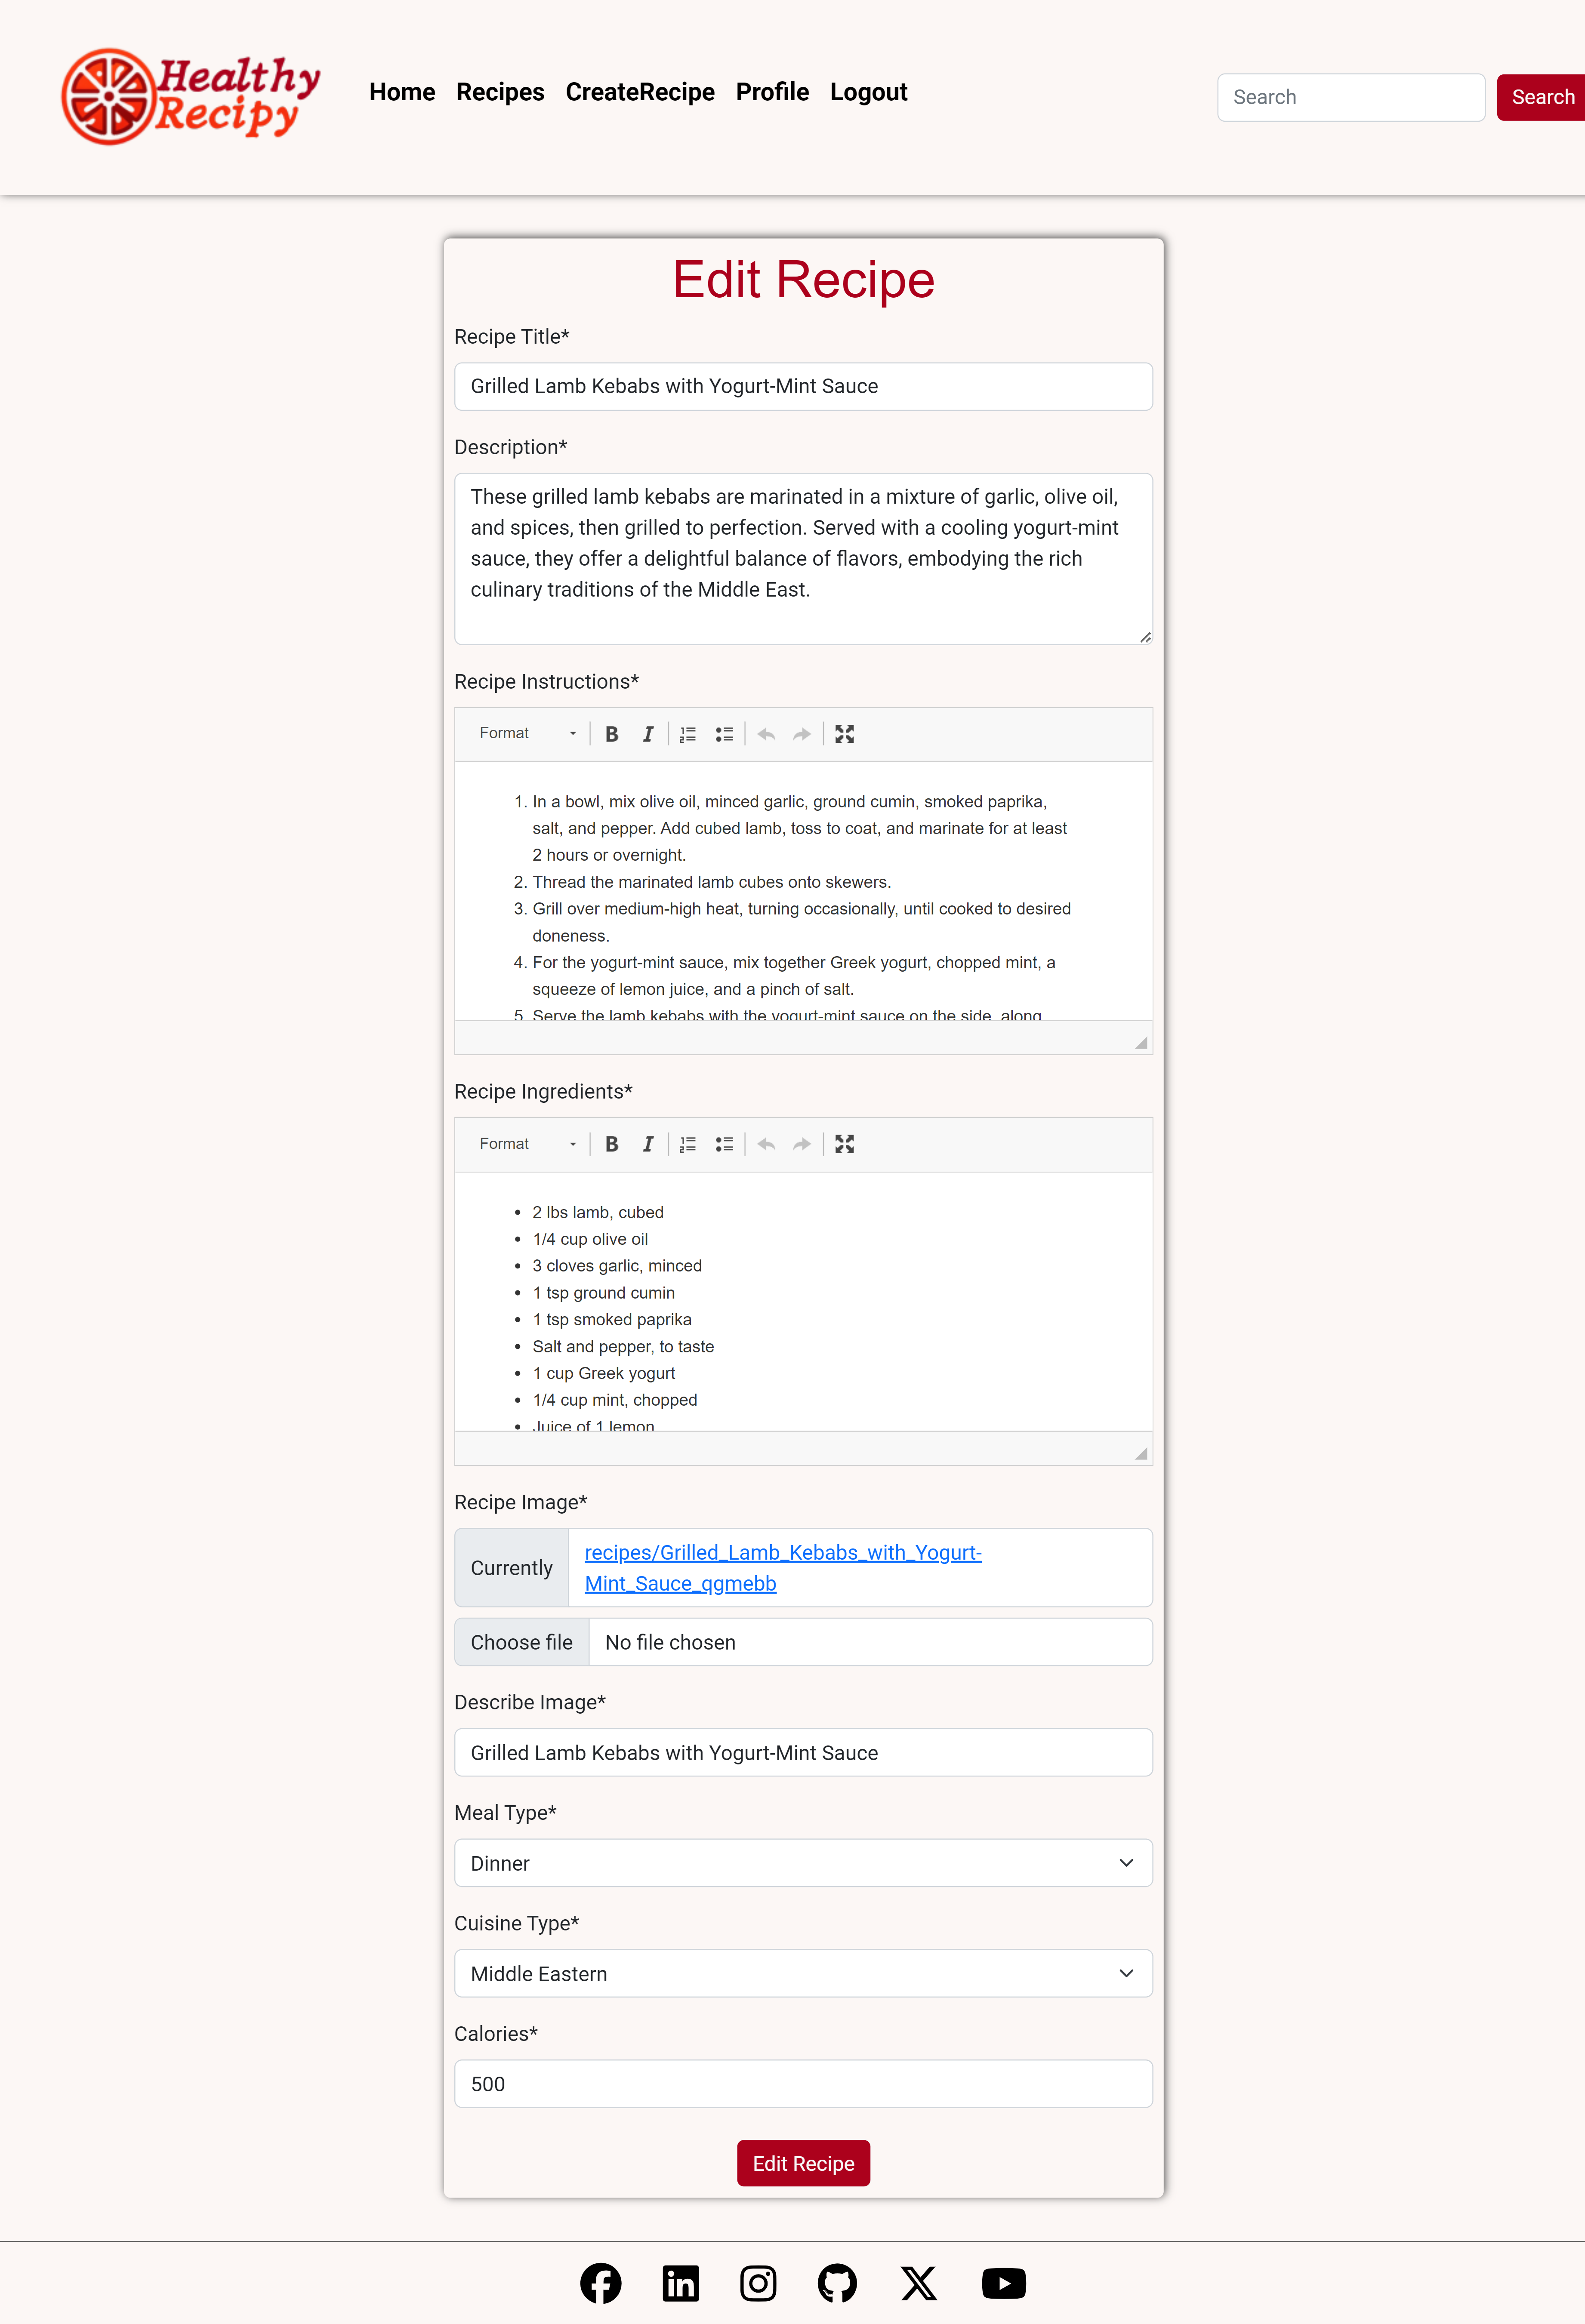 Healthy
Recipy
Home Recipes CreateRecipe Profile Logout
Search
Search
Edit Recipe
Recipe Title*
Grilled Lamb Kebabs with Yogurt-Mint Sauce
Description*
These grilled lamb kebabs are marinated in a mixture of garlic, olive oil,
and spices, then grilled to perfection. Served with a cooling yogurt-mint
sauce, they offer a delightful balance of flavors, embodying the rich
culinary traditions of the Middle East.
Recipe Instructions*
Format B I
1. In a bowl, mix olive oil, minced garlic, ground cumin, smoked paprika,
salt, and pepper. Add cubed lamb, toss to coat, and marinate for at least
2 hours or overnight.
2. Thread the marinated lamb cubes onto skewers.
3. Grill over medium-high heat, turning occasionally, until cooked to desired
doneness.
4. For the yogurt-mint sauce, mix together Greek yogurt, chopped mint, a
squeeze of lemon juice, and a pinch of salt.
5. Serve the lamb kebabs with the yogurt-mint sauce on the side, along
Recipe Ingredients*
Format B I
• 2 lbs lamb, cubed
• 1/4 cup olive oil
• 3 cloves garlic, minced
• 1 tsp ground cumin
• 1 tsp smoked paprika
• Salt and pepper, to taste
• 1 cup Greek yogurt
• 1/4 cup mint, chopped
• Juice of 1 lemon
Recipe Image*
Currently
recipes/Grilled_Lamb_Kebabs_with_Yogurt-
Mint_Sauce_qgmebb
Choose file No file chosen
Describe Image*
Grilled Lamb Kebabs with Yogurt-Mint Sauce
Meal Type*
Dinner
Cuisine Type*
Middle Eastern
Calories*
500
Edit Recipe